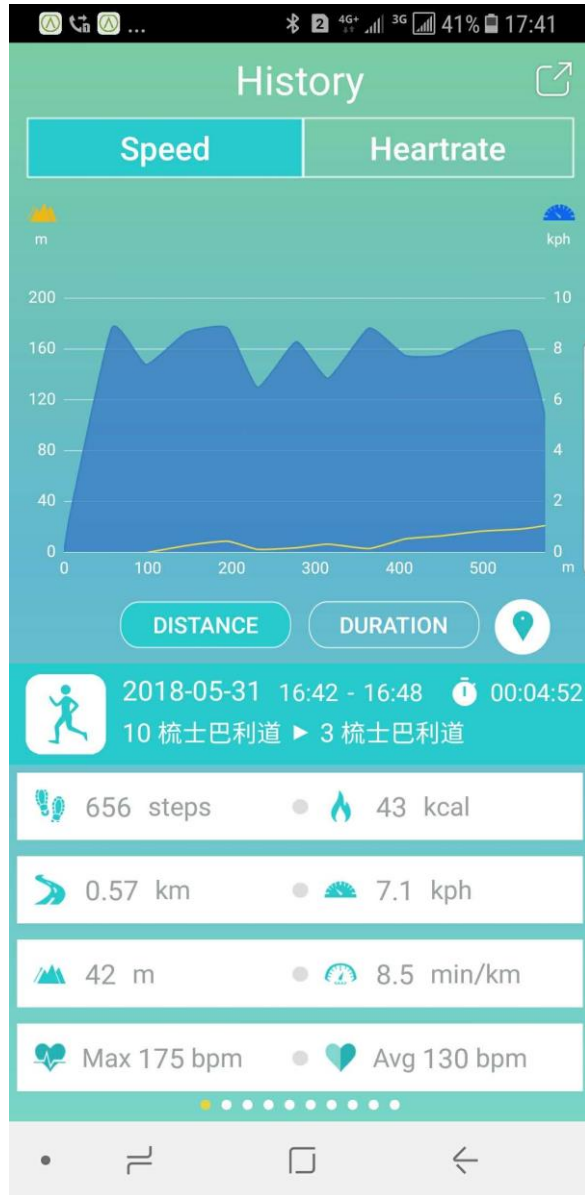 ... 2 4G+ 3G 41% 17:41
History
Speed Heartrate
m kph
200 10
160 8
120 6
80 4
40 2
0 0
0 100 200 300 400 500 m
DISTANCE DURATION
2018-05-31 16:42 - 16:48 00:04:52
10 梳士巴利道 ▶ 3 梳士巴利道
656 steps 43 kcal
0.57 km 7.1 kph
42 m 8.5 min/km
Max 175 bpm Avg 130 bpm